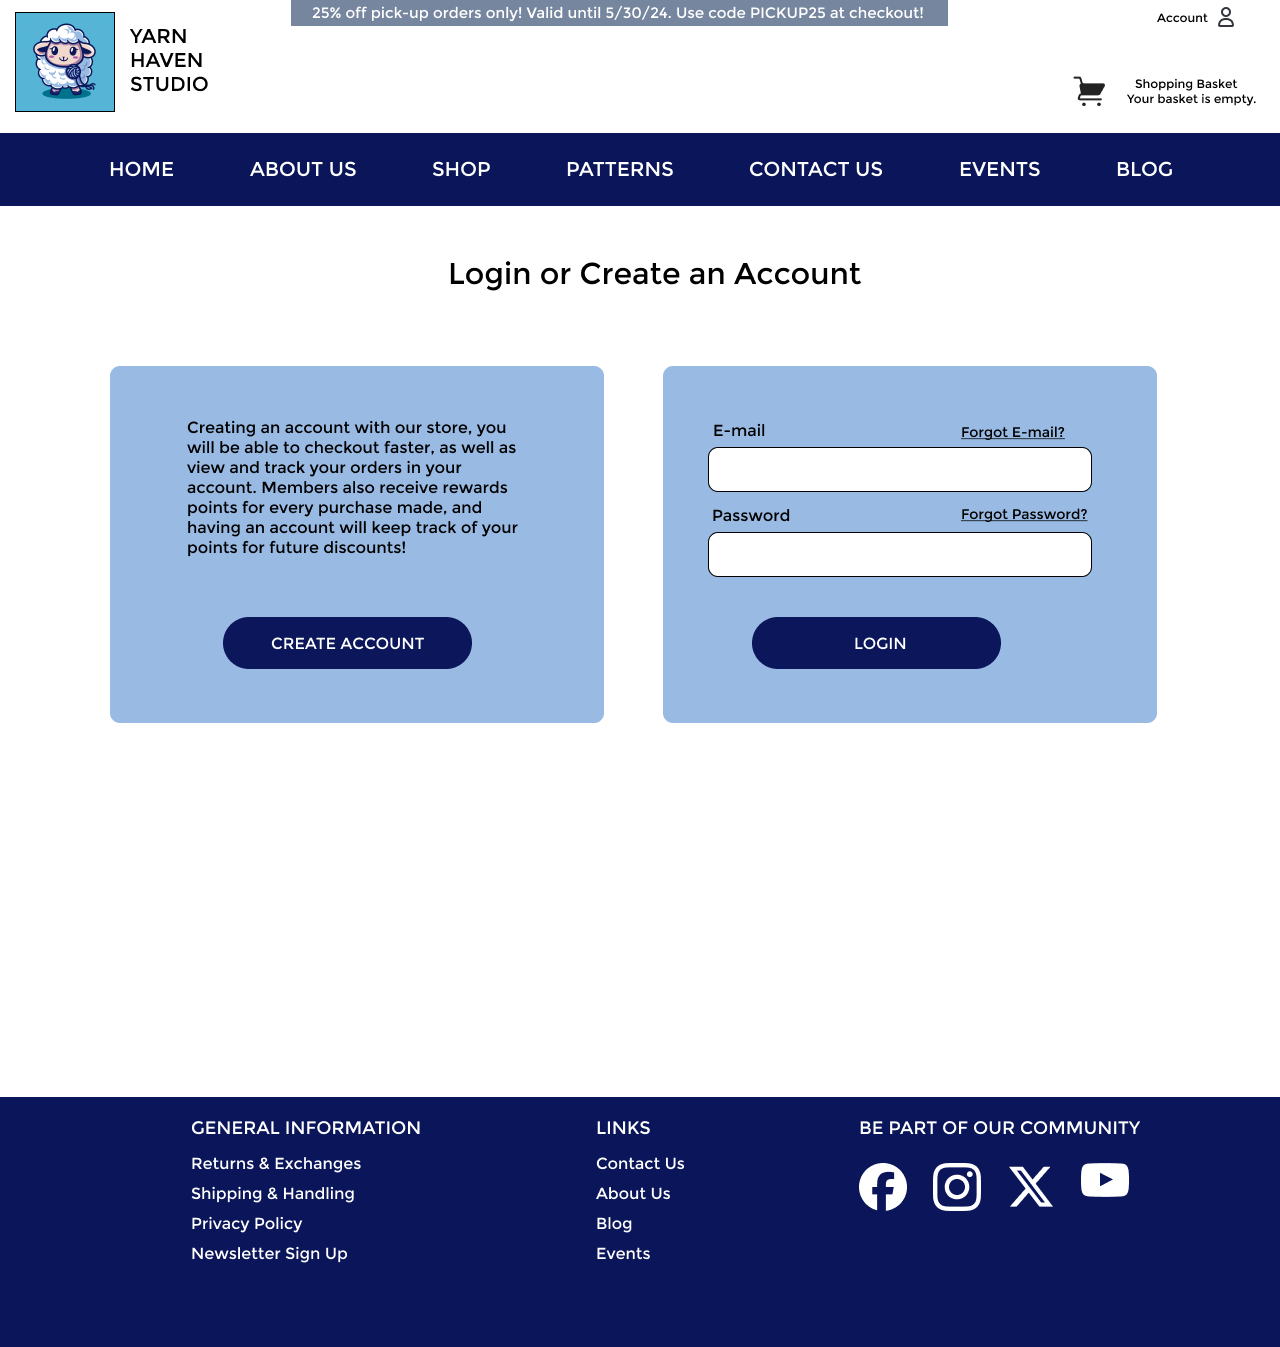 25% off pick-up orders only! Valid until 5/30/24. Use code PICKUP25 at checkout!
Account
YARN
HAVEN
STUDIO
Shopping Basket
Your basket is empty.
HOME ABOUT US SHOP PATTERNS CONTACT US EVENTS BLOG
Login or Create an Account
Creating an account with our store, you
will be able to checkout faster, as well as
view and track your orders in your
account. Members also receive rewards
points for every purchase made, and
having an account will keep track of your
points for future discounts!
CREATE ACCOUNT
E-mail
Forgot E-mail?
Password
Forgot Password?
LOGIN
GENERAL INFORMATION
Returns & Exchanges
Shipping & Handling
Privacy Policy
Newsletter Sign Up
LINKS
Contact Us
About Us
Blog
Events
BE PART OF OUR COMMUNITY